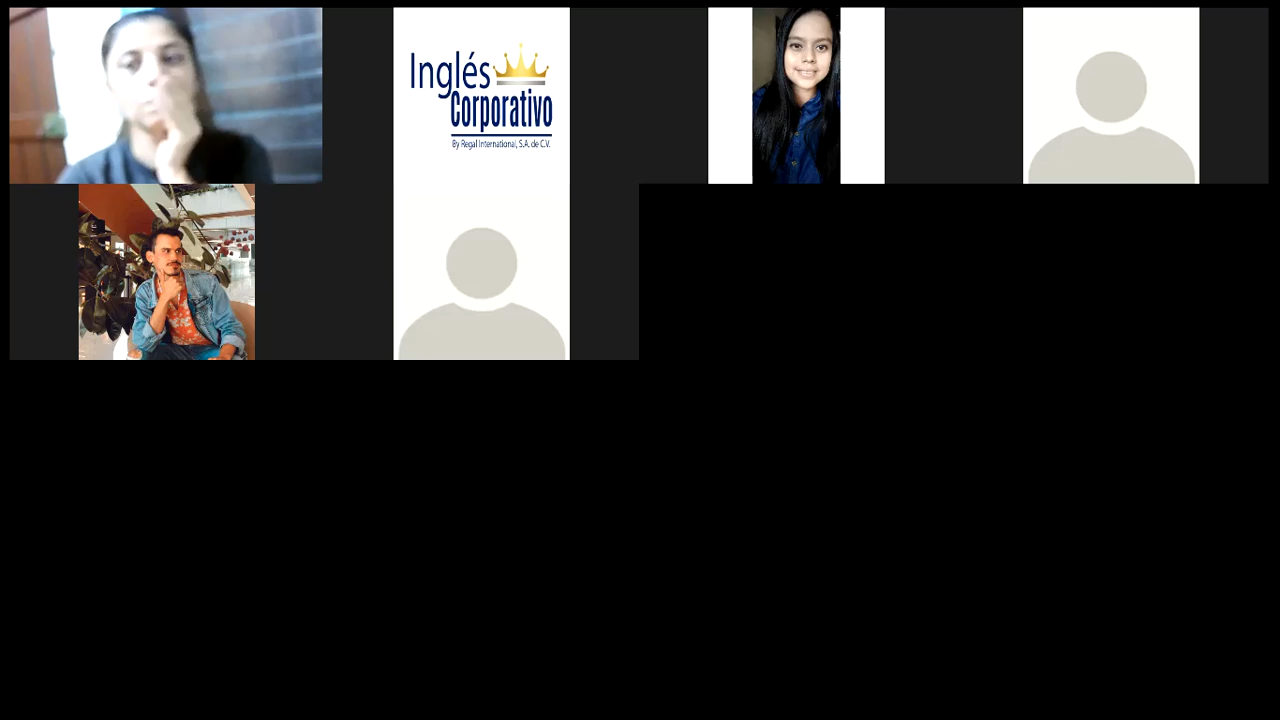 Inglés
Corporativo
By Regal International, S.A. de C.V.